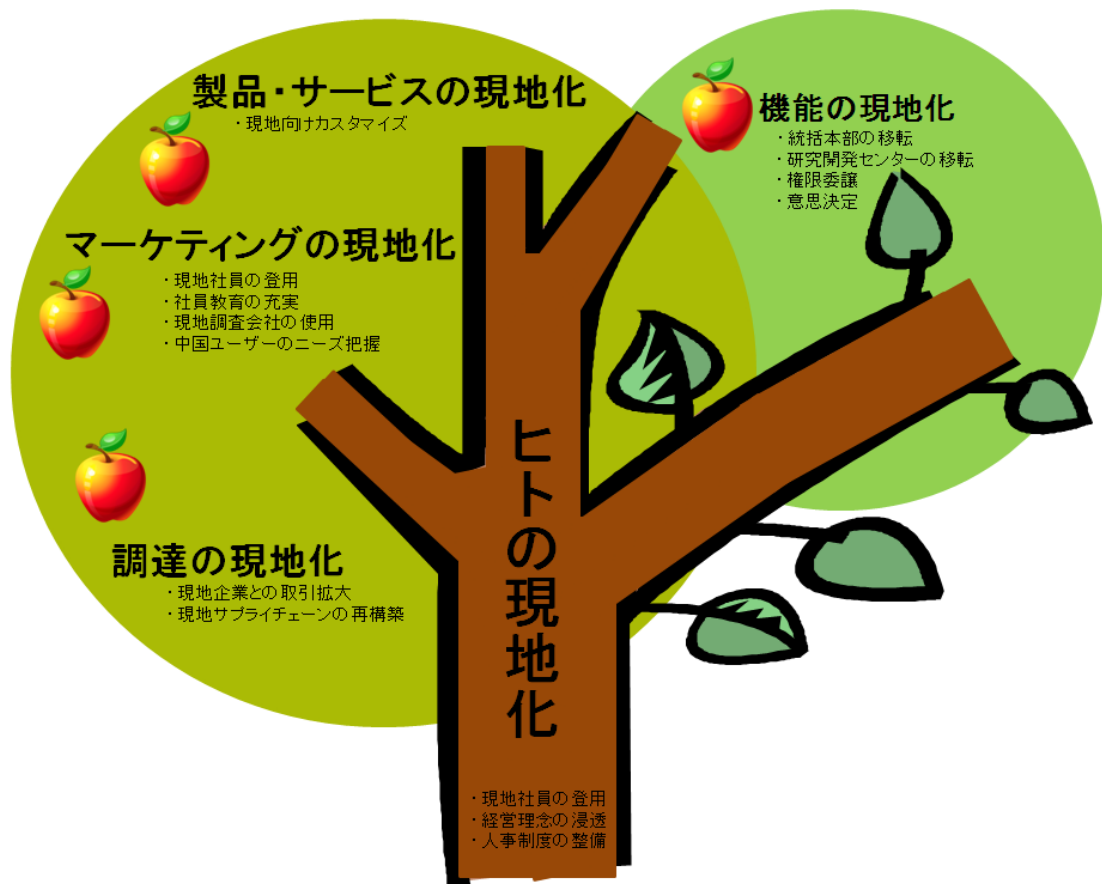 製品・サービスの現地化
・現地向けカスタマイズ
機能の現地化
・統括本部の移転
・研究開発センターの移転
・権限委譲
・意思決定
マーケティングの現地化
・現地社員の登用
・社員教育の充実
・現地調査会社の使用
・中国ユーザーのニーズ把握
調達の現地化
・現地企業との取引拡大
・現地サプライチェーンの再構築
ヒトの現地化
・現地社員の登用
・経営理念の浸透
・人事制度の整備